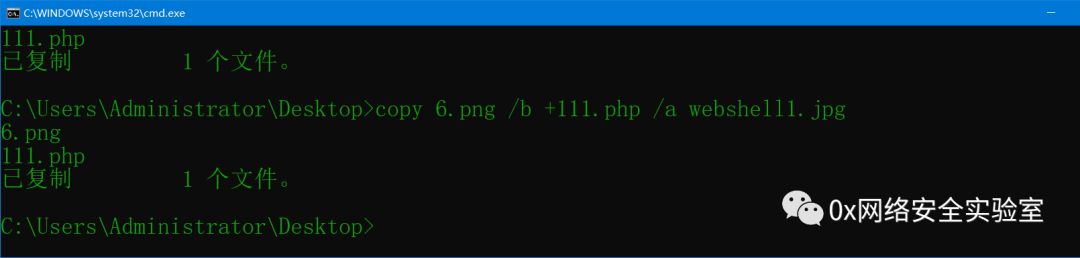 C:\WINDOWS\system32\cmd.exe
111.php
已复制         1 个文件。
C:\Users\Administrator\Desktop>copy 6.png /b +111.php /a webshell1.jpg
6.png
111.php
已复制         1 个文件。
C:\Users\Administrator\Desktop>
0x网络安全实验室